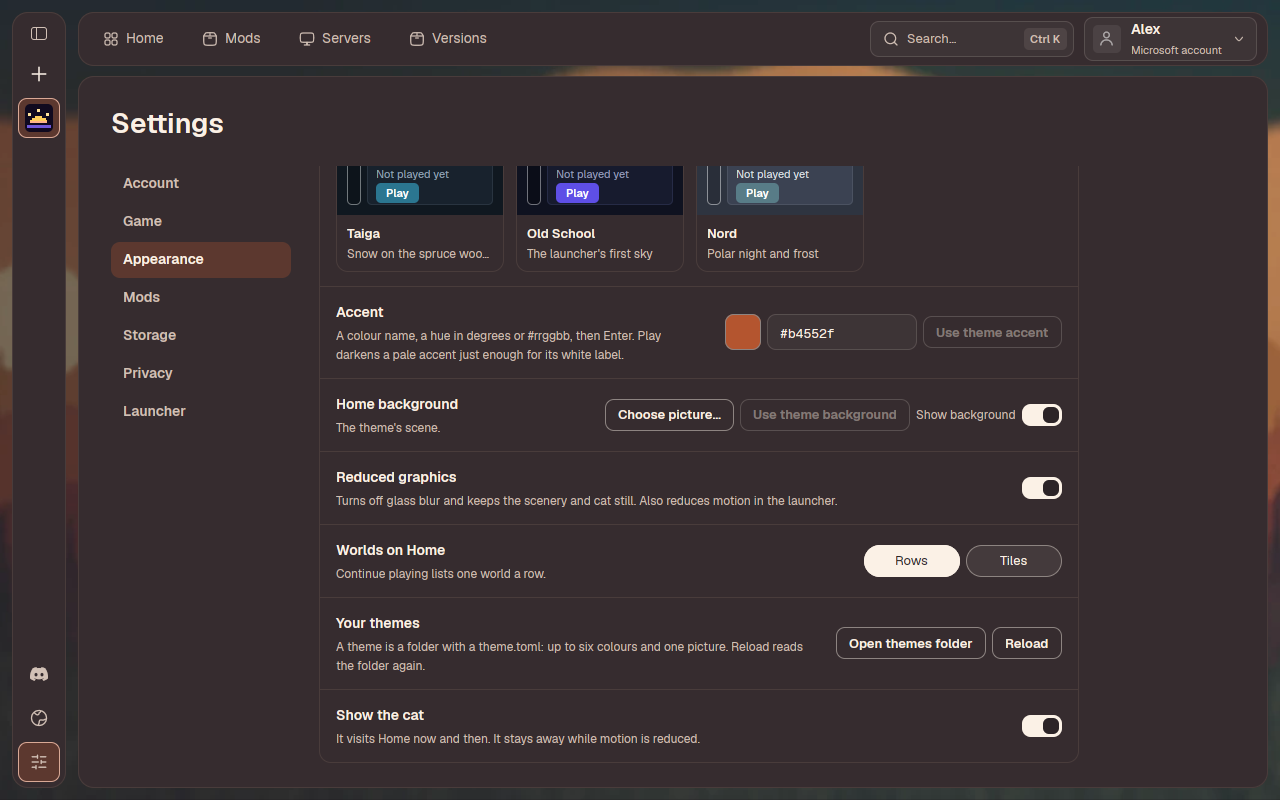 Home
Mods
Servers
Versions
Search...
Ctrl K
Alex
Microsoft account
Settings
Account
Game
Appearance
Mods
Storage
Privacy
Launcher
Not played yet
Play
Taiga
Snow on the spruce woo...
Not played yet
Play
Old School
The launcher's first sky
Not played yet
Play
Nord
Polar night and frost
Accent
A colour name, a hue in degrees or #rrggbb, then Enter. Play
darkens a pale accent just enough for its white label.
#b4552f
Use theme accent
Home background
The theme's scene.
Choose picture...
Use theme background
Show background
Reduced graphics
Turns off glass blur and keeps the scenery and cat still. Also reduces motion in the launcher.
Worlds on Home
Continue playing lists one world a row.
Rows
Tiles
Your themes
A theme is a folder with a theme.toml: up to six colours and one picture. Reload reads
the folder again.
Open themes folder
Reload
Show the cat
It visits Home now and then. It stays away while motion is reduced.